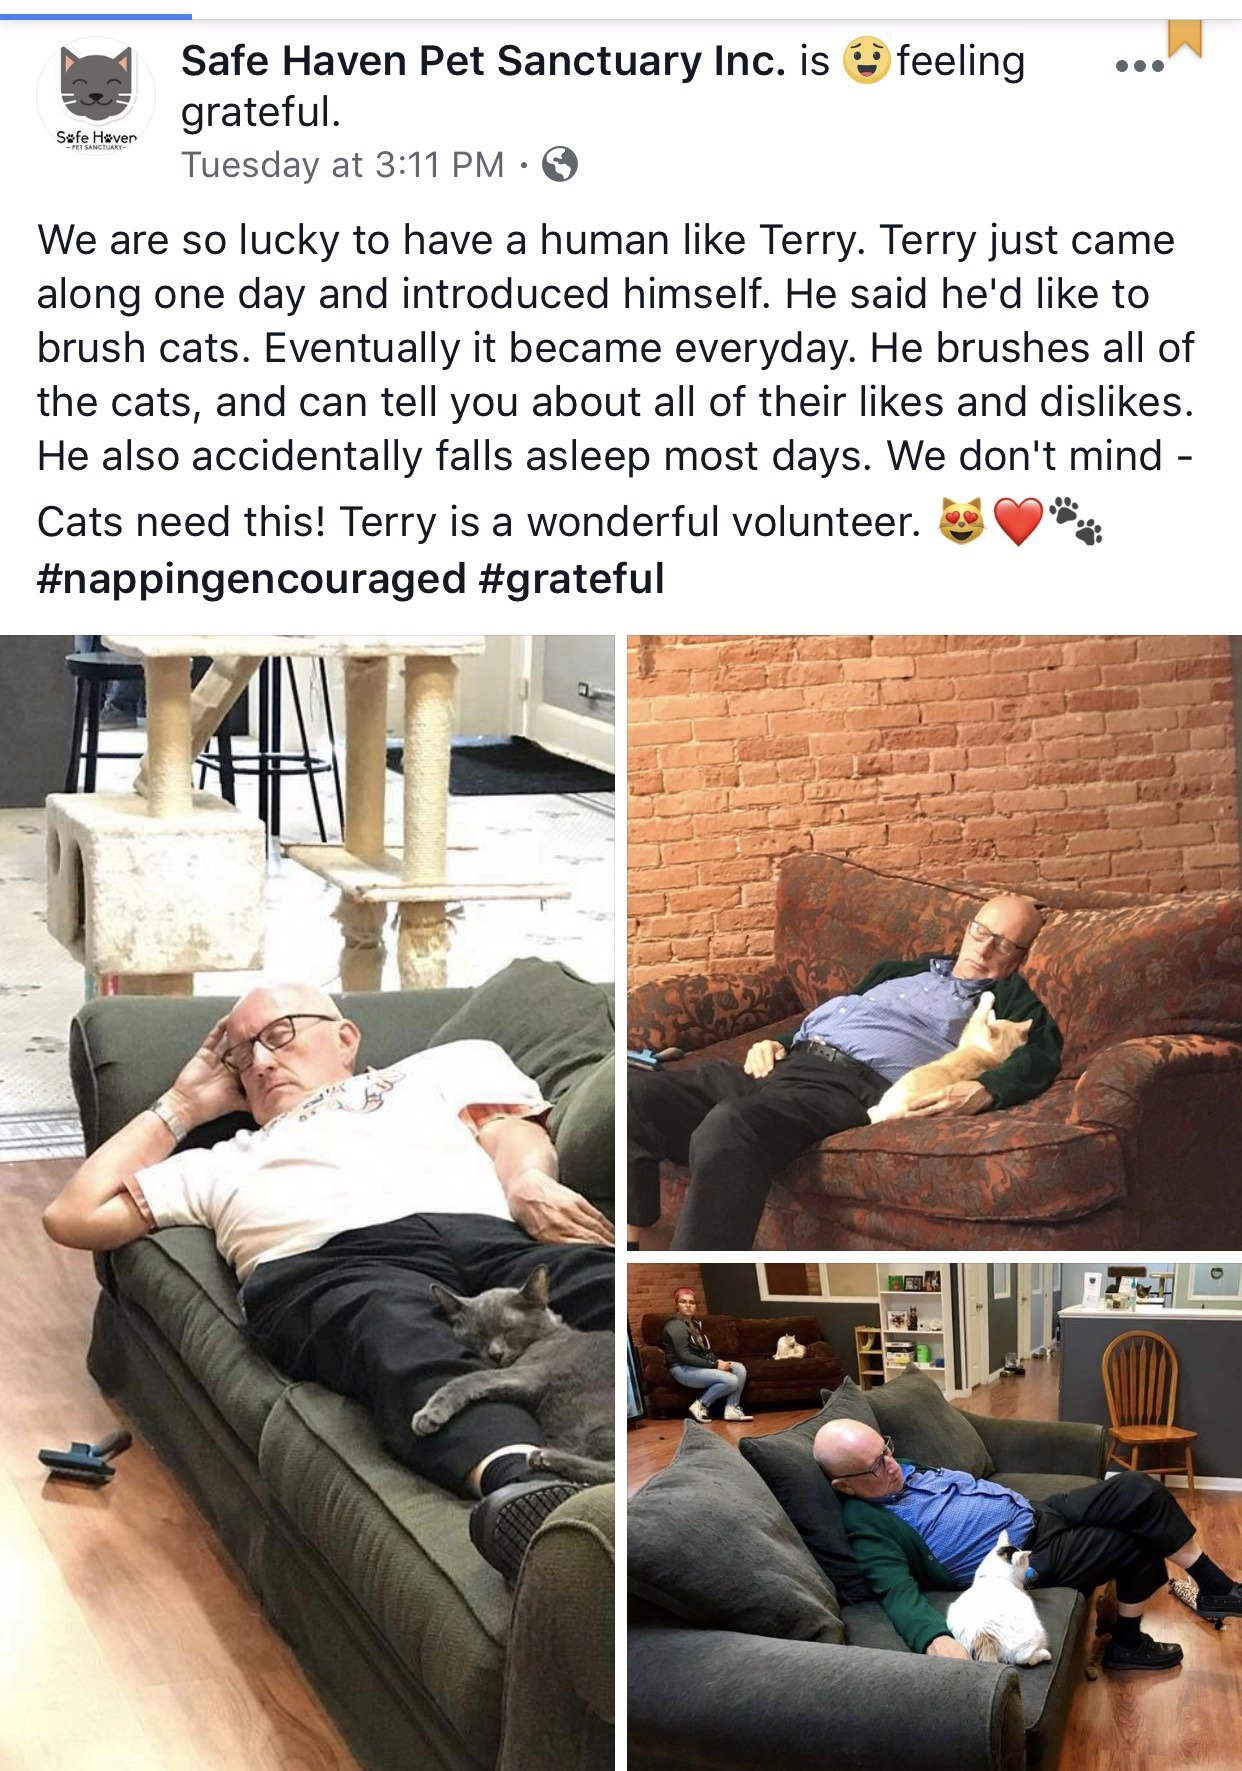 Safe Haven Pet Sanctuary Inc. is 😮feeling
grateful.
Safe Haven
- PET SANCTUARY -
Tuesday at 3:11 PM ·
We are so lucky to have a human like Terry. Terry just came
along one day and introduced himself. He said he'd like to
brush cats. Eventually it became everyday. He brushes all of
the cats, and can tell you about all of their likes and dislikes.
He also accidentally falls asleep most days. We don't mind -
Cats need this! Terry is a wonderful volunteer. 😻❤️🐾
#nappingencouraged #grateful